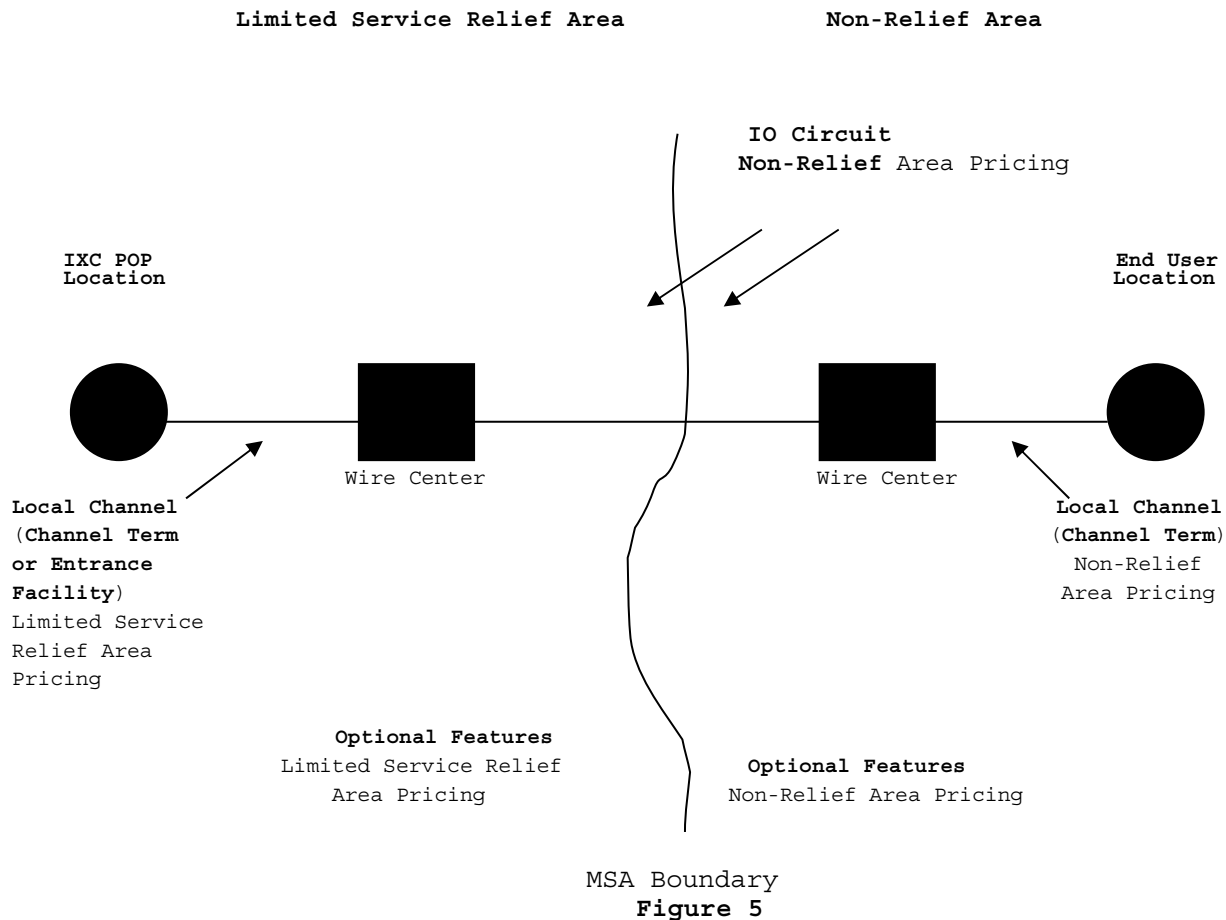 Limited Service Relief Area
Non-Relief Area
IO Circuit
Non-Relief Area Pricing
IXC POP
Location
End User
Location
Wire Center
Wire Center
Local Channel
(Channel Term
or Entrance
Facility)
Limited Service
Relief Area
Pricing
Local Channel
(Channel Term)
Non-Relief
Area Pricing
Optional Features
Limited Service Relief
Area Pricing
Optional Features
Non-Relief Area Pricing
MSA Boundary
Figure 5